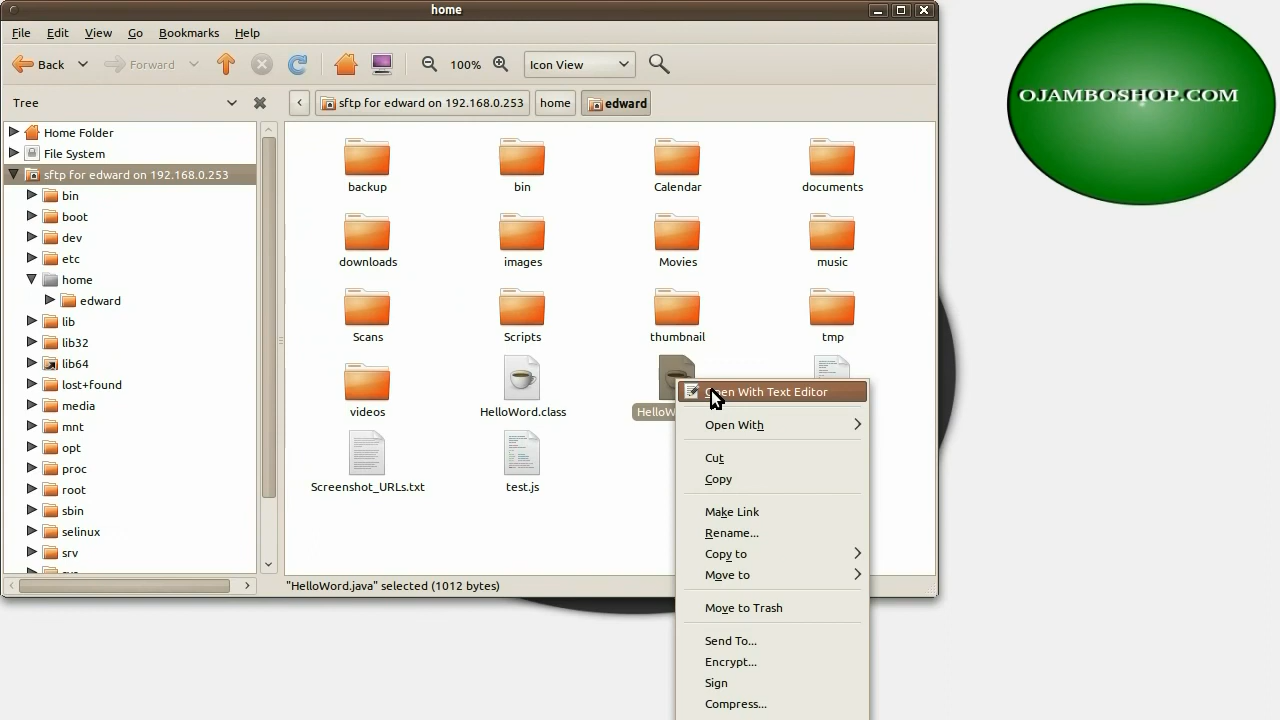 home
OJAMBOSHOP.COM
File Edit View Go Bookmarks Help
Back Forward 100% Icon View
Tree
sftp for edward on 192.168.0.253 home edward
Home Folder
File System
sftp for edward on 192.168.0.253
bin
boot
dev
etc
home
edward
lib
lib32
lib64
lost+found
media
mnt
opt
proc
root
sbin
selinux
srv
backup bin Calendar documents
downloads images Movies music
Scans Scripts thumbnail tmp
videos HelloWord.class
Screenshot_URLs.txt test.js
"HelloWord.java" selected (1012 bytes)
Open With Text Editor
Open With
Cut
Copy
Make Link
Rename...
Copy to
Move to
Move to Trash
Send To...
Encrypt...
Sign
Compress...